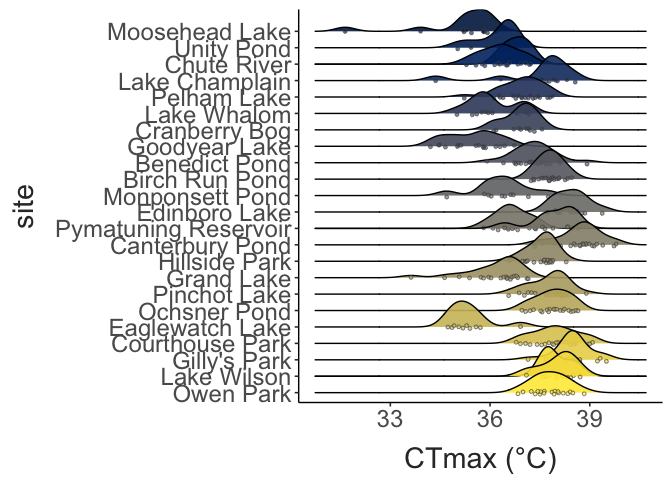 Moosehead Lake
Unity Pond
Chute River
Lake Champlain
Pelham Lake
Lake Whalom
Cranberry Bog
Goodyear Lake
Benedict Pond
Birch Run Pond
Monponsett Pond
Edinboro Lake
Pymatuning Reservoir
Canterbury Pond
Hillside Park
Grand Lake
Pinchot Lake
Ochsner Pond
Eaglewatch Lake
Courthouse Park
Gilly's Park
Lake Wilson
Owen Park
site
33 36 39
CTmax (°C)